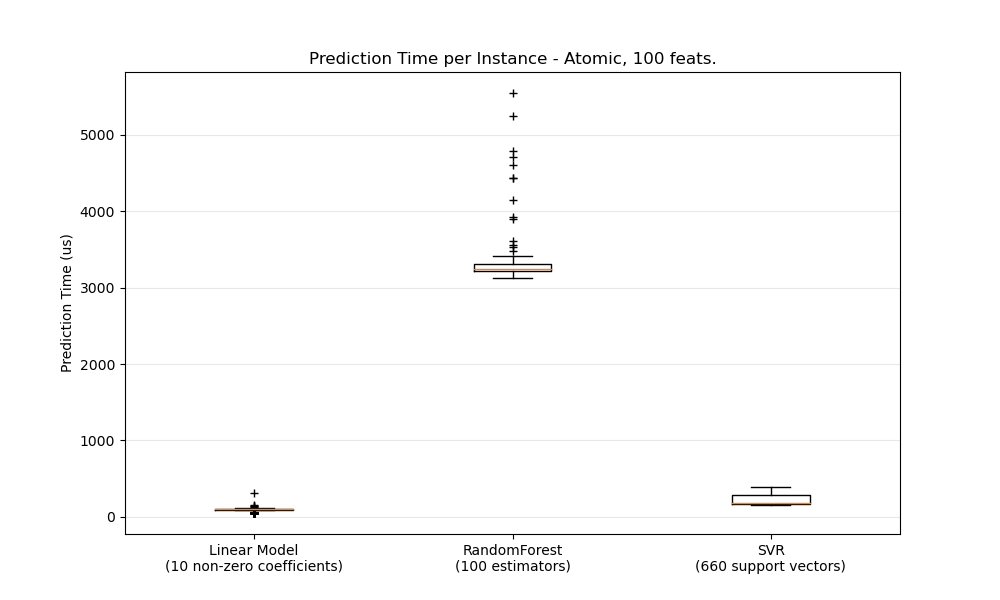 Prediction Time per Instance - Atomic, 100 feats.
Prediction Time (us)
5000
4000
3000
2000
1000
0
Linear Model
(10 non-zero coefficients)
RandomForest
(100 estimators)
SVR
(660 support vectors)